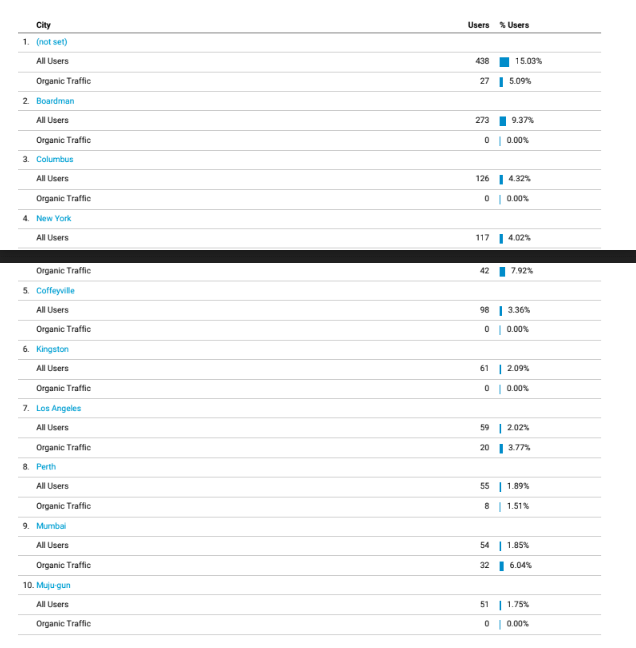 City Users % Users
1. (not set)
All Users 438 15.03%
Organic Traffic 27 5.09%
2. Boardman
All Users 273 9.37%
Organic Traffic 0 0.00%
3. Columbus
All Users 126 4.32%
Organic Traffic 0 0.00%
4. New York
All Users 117 4.02%
Organic Traffic 42 7.92%
5. Coffeyville
All Users 98 3.36%
Organic Traffic 0 0.00%
6. Kingston
All Users 61 2.09%
Organic Traffic 0 0.00%
7. Los Angeles
All Users 59 2.02%
Organic Traffic 20 3.77%
8. Perth
All Users 55 1.89%
Organic Traffic 8 1.51%
9. Mumbai
All Users 54 1.85%
Organic Traffic 32 6.04%
10. Muju-gun
All Users 51 1.75%
Organic Traffic 0 0.00%